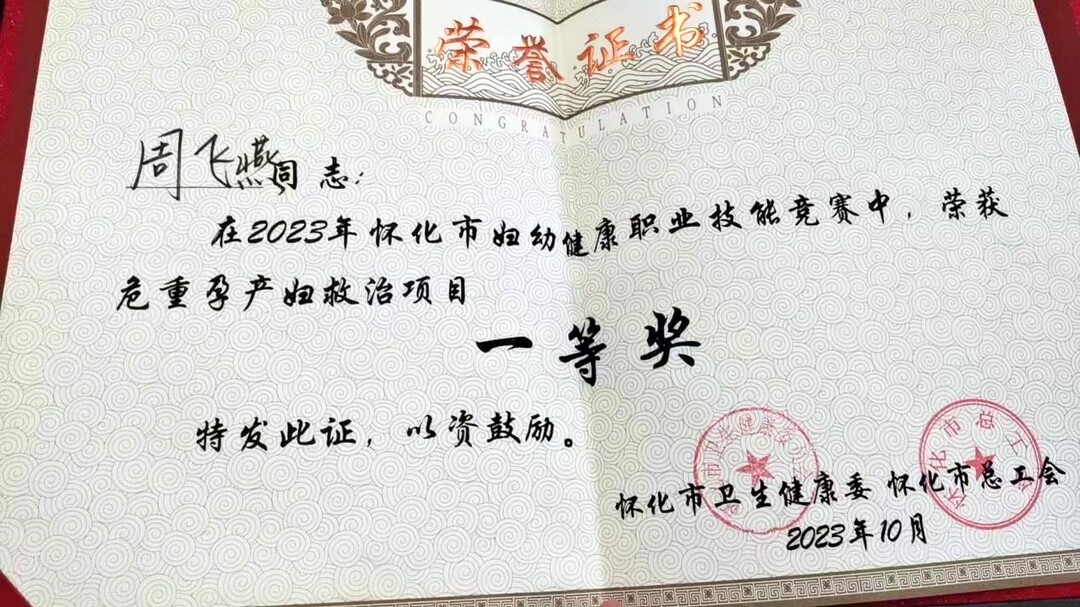 荣誉证书
CONGRATULATION
周飞燕同志:
在2023年怀化市妇幼健康职业技能竞赛中，荣获
危重孕产妇救治项目
一等奖
特发此证，以资鼓励。
怀化市卫生健康委 怀化市总工会
2023年10月